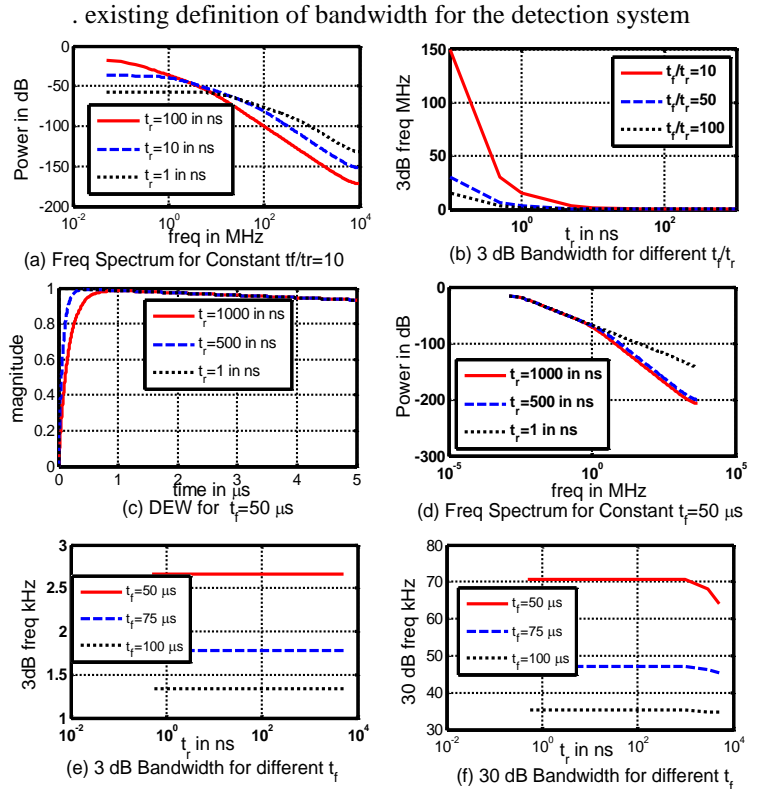 . existing definition of bandwidth for the detection system
0
-50
-100
-150
-200
Power in dB
t_r=100 in ns
t_r=10 in ns
t_r=1 in ns
10^-2 10^0 10^2 10^4
freq in MHz
(a) Freq Spectrum for Constant tf/tr=10
150
100
50
0
3dB freq MHz
t_f/t_r=10
t_f/t_r=50
t_f/t_r=100
10^0 10^2
t_r in ns
(b) 3 dB Bandwidth for different t_f/t_r
1
0.8
0.6
0.4
0.2
0
magnitude
t_r=1000 in ns
t_r=500 in ns
t_r=1 in ns
0 1 2 3 4 5
time in μs
(c) DEW for t_f=50 μs
0
-100
-200
-300
Power in dB
t_r=1000 in ns
t_r=500 in ns
t_r=1 in ns
10^-5 10^0 10^5
freq in MHz
(d) Freq Spectrum for Constant t_f=50 μs
3
2.5
2
1.5
1
3dB freq kHz
t_f=50 μs
t_f=75 μs
t_f=100 μs
10^-2 10^0 10^2 10^4
t_r in ns
(e) 3 dB Bandwidth for different t_f
80
70
60
50
40
30
30 dB freq kHz
t_f=50 μs
t_f=75 μs
t_f=100 μs
10^-2 10^0 10^2 10^4
t_r in ns
(f) 30 dB Bandwidth for different t_f